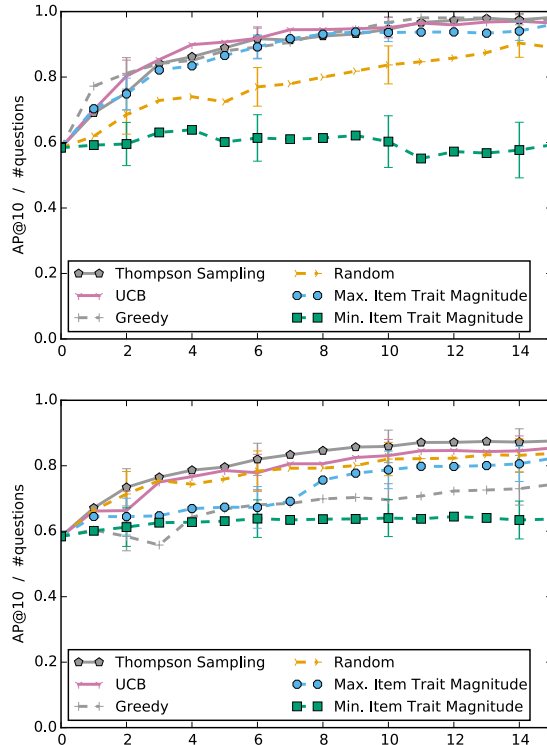 1.0
0.8
0.6
0.4
0.2
0.0
AP@10 / #questions
Thompson Sampling
UCB
Greedy
Random
Max. Item Trait Magnitude
Min. Item Trait Magnitude
0 2 4 6 8 10 12 14
1.0
0.8
0.6
0.4
0.2
0.0
AP@10 / #questions
Thompson Sampling
UCB
Greedy
Random
Max. Item Trait Magnitude
Min. Item Trait Magnitude
0 2 4 6 8 10 12 14